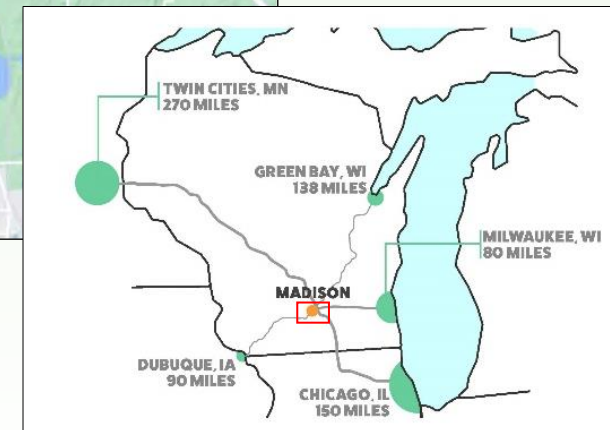 TWIN CITIES, MN
270 MILES
GREEN BAY, WI
138 MILES
MILWAUKEE, WI
80 MILES
MADISON
DUBUQUE, IA
90 MILES
CHICAGO, IL
150 MILES